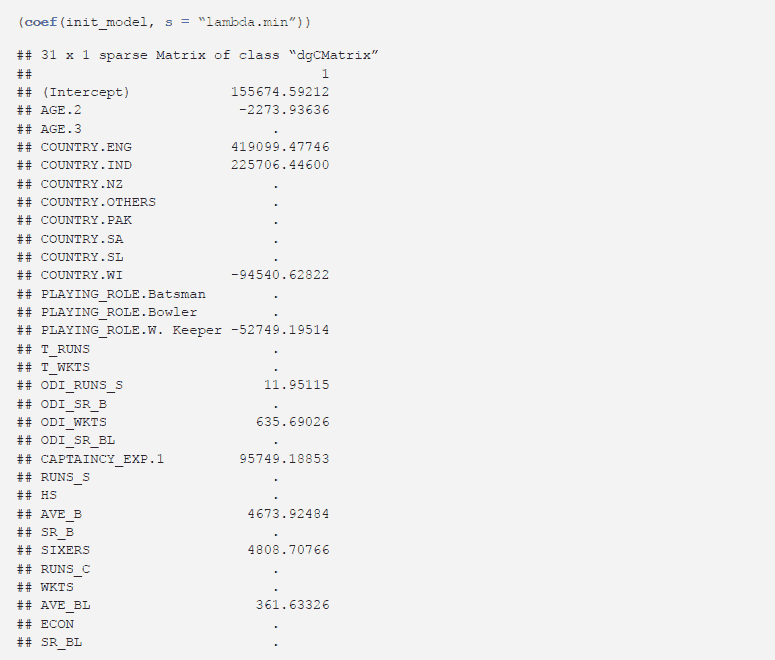 (coef(init_model, s = “lambda.min”))
## 31 x 1 sparse Matrix of class “dgCMatrix”
## 1
## (Intercept) 155674.59212
## AGE.2 -2273.93636
## AGE.3 .
## COUNTRY.ENG 419099.47746
## COUNTRY.IND 225706.44600
## COUNTRY.NZ .
## COUNTRY.OTHERS .
## COUNTRY.PAK .
## COUNTRY.SA .
## COUNTRY.SL .
## COUNTRY.WI -94540.62822
## PLAYING_ROLE.Batsman .
## PLAYING_ROLE.Bowler .
## PLAYING_ROLE.W. Keeper -52749.19514
## T_RUNS .
## T_WKTS .
## ODI_RUNS_S 11.95115
## ODI_SR_B .
## ODI_WKTS 635.69026
## ODI_SR_BL .
## CAPTAINCY_EXP.1 95749.18853
## RUNS_S .
## HS .
## AVE_B 4673.92484
## SR_B .
## SIXERS 4808.70766
## RUNS_C .
## WKTS .
## AVE_BL 361.63326
## ECON .
## SR_BL .